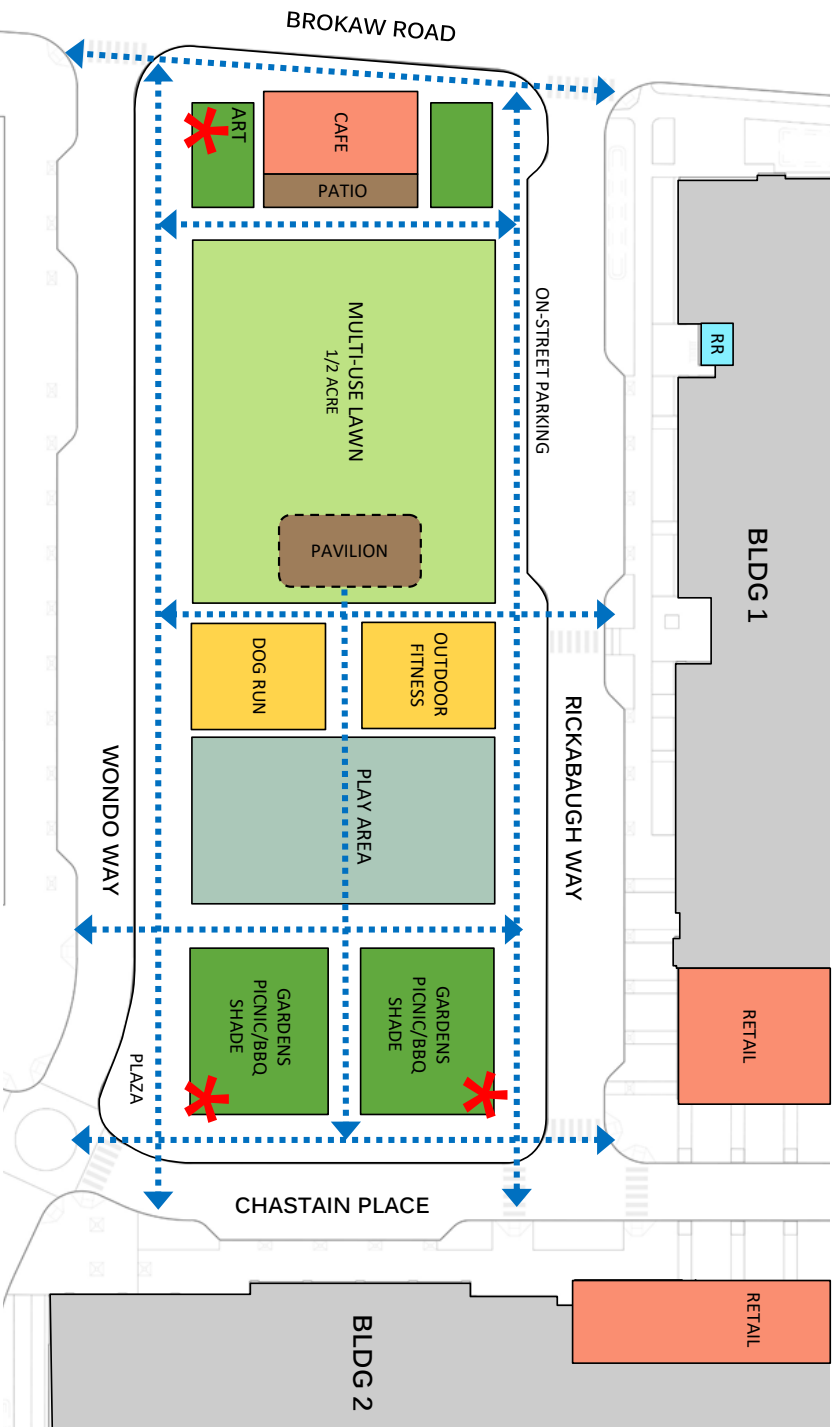 BROKAW ROAD
ART
CAFE
PATIO
MULTI-USE LAWN
1/2 ACRE
ON-STREET PARKING
RR
PAVILION
BLDG 1
DOG RUN
OUTDOOR
FITNESS
WONDO WAY
PLAY AREA
RICKABAUGH WAY
GARDENS
PICNIC/BBQ
SHADE
GARDENS
PICNIC/BBQ
SHADE
RETAIL
PLAZA
CHASTAIN PLACE
BLDG 2
RETAIL